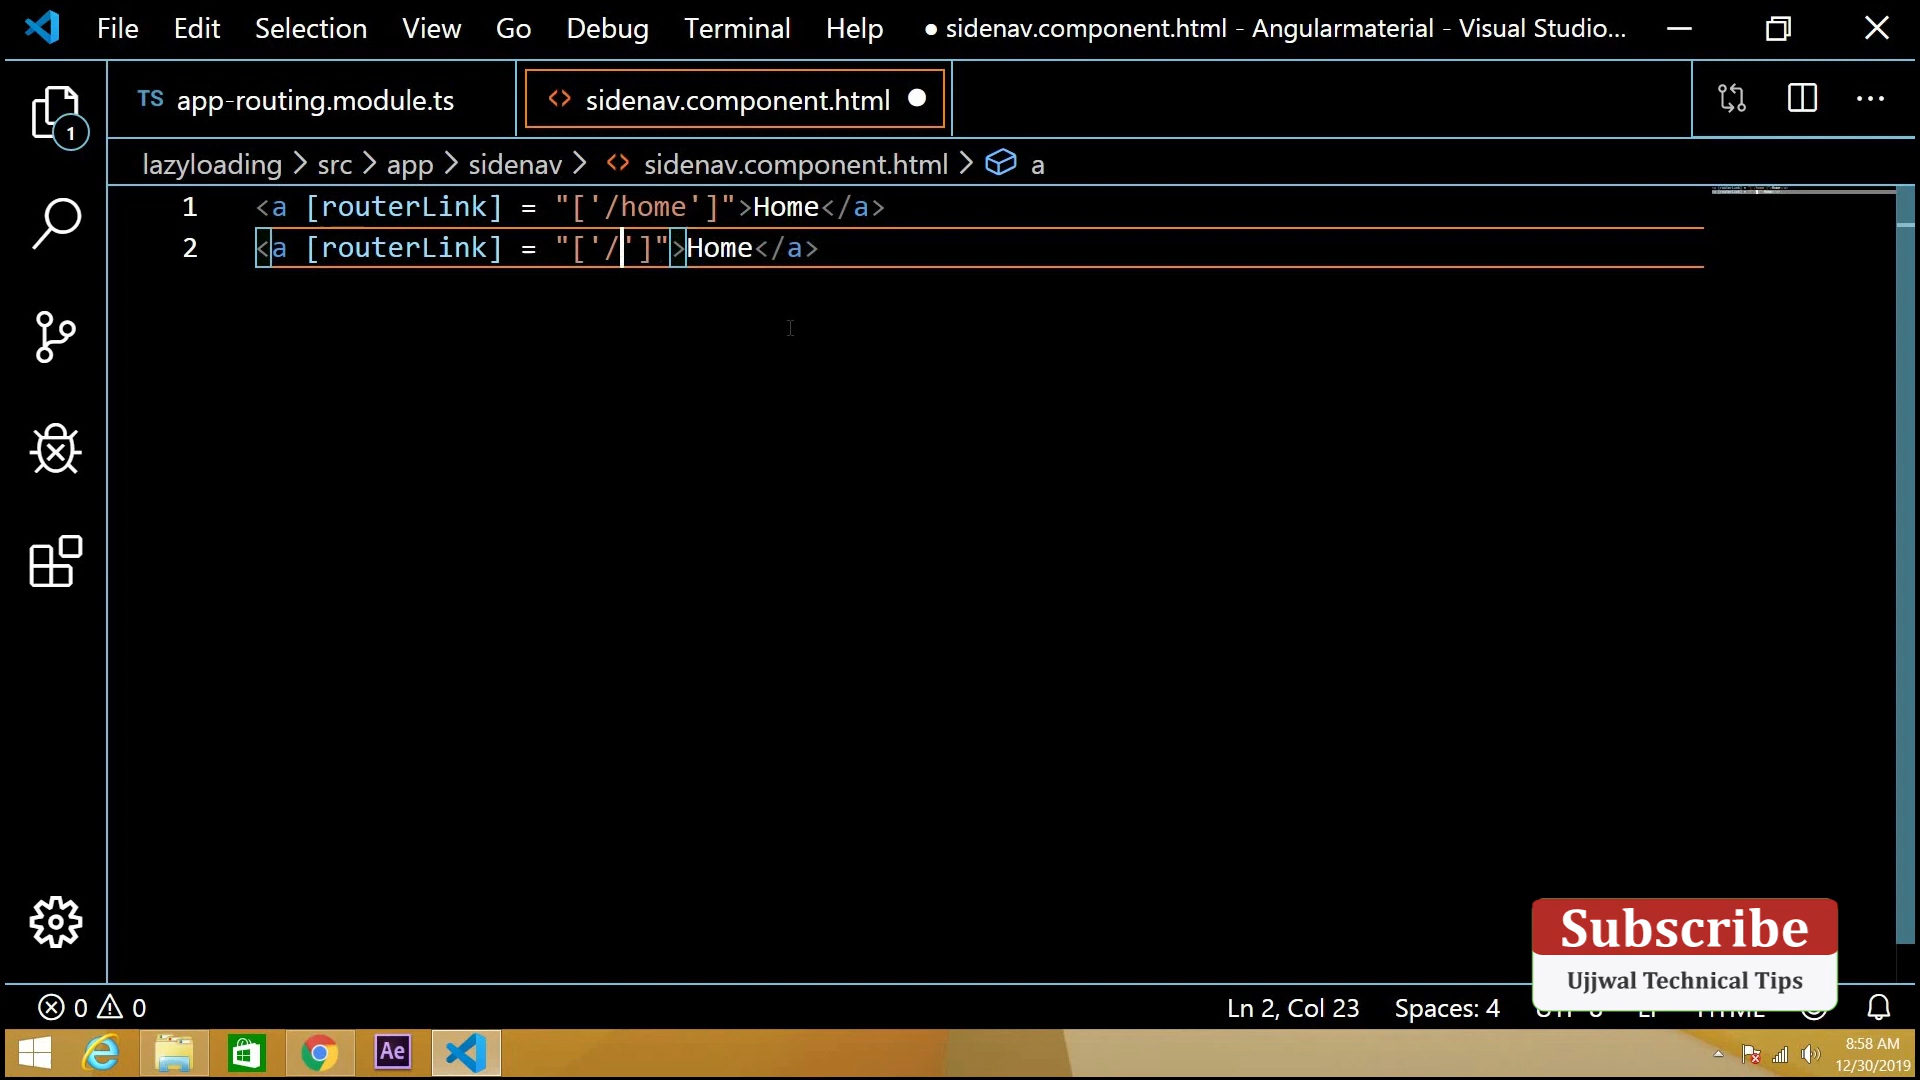 File Edit Selection View Go Debug Terminal Help ● sidenav.component.html - Angularmaterial - Visual Studio...
TS app-routing.module.ts <> sidenav.component.html ● ...
1
lazyloading > src > app > sidenav > <> sidenav.component.html > a
1 <a [routerLink] = "['/home']">Home</a>
2 <a [routerLink] = "['/']">Home</a>
Subscribe
Ujjwal Technical Tips
0 0 Ln 2, Col 23 Spaces: 4
Ae
8:58 AM
12/30/2019